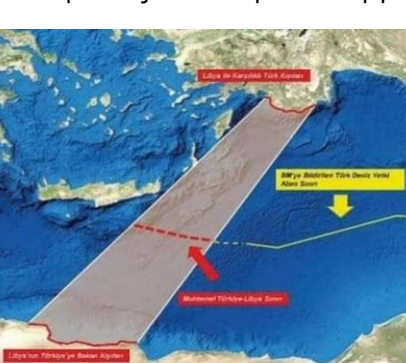 Libya ile Karşılıklı Türk Kıyıları
BM'ye Bildirilen Türk Deniz Yetki
Alanı Sınırı
Muhtemel Türkiye-Libya Sınırı
Libya'nın Türkiye'ye Bakan Kıyıları